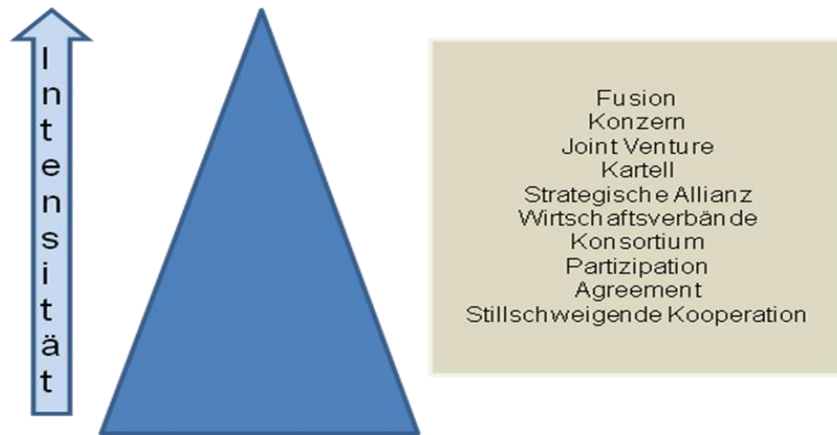 Intensität
Fusion
Konzern
Joint Venture
Kartell
Strategische Allianz
Wirtschaftsverbände
Konsortium
Partizipation
Agreement
Stillschweigende Kooperation